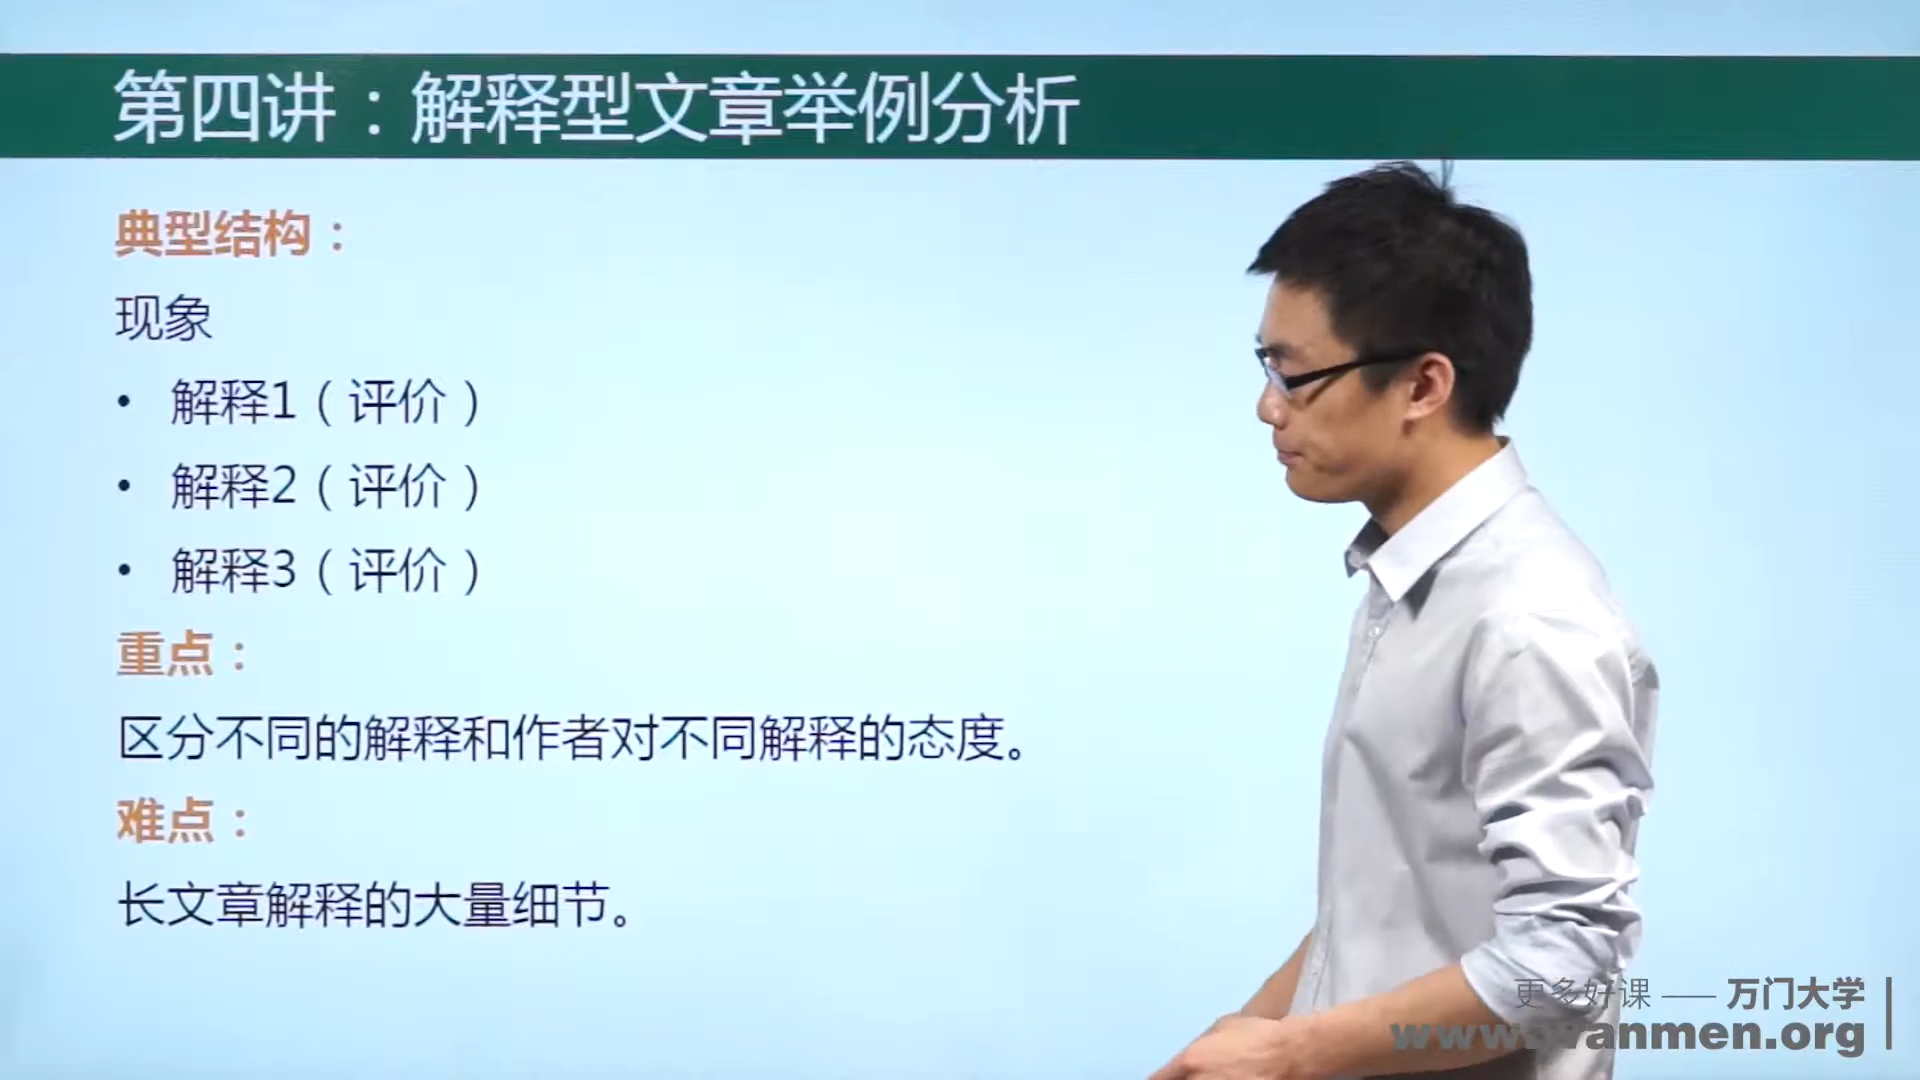 第四讲：解释型文章举例分析
典型结构：
现象
• 解释1（评价）
• 解释2（评价）
• 解释3（评价）
重点：
区分不同的解释和作者对不同解释的态度。
难点：
长文章解释的大量细节。
更多好课 —— 万门大学